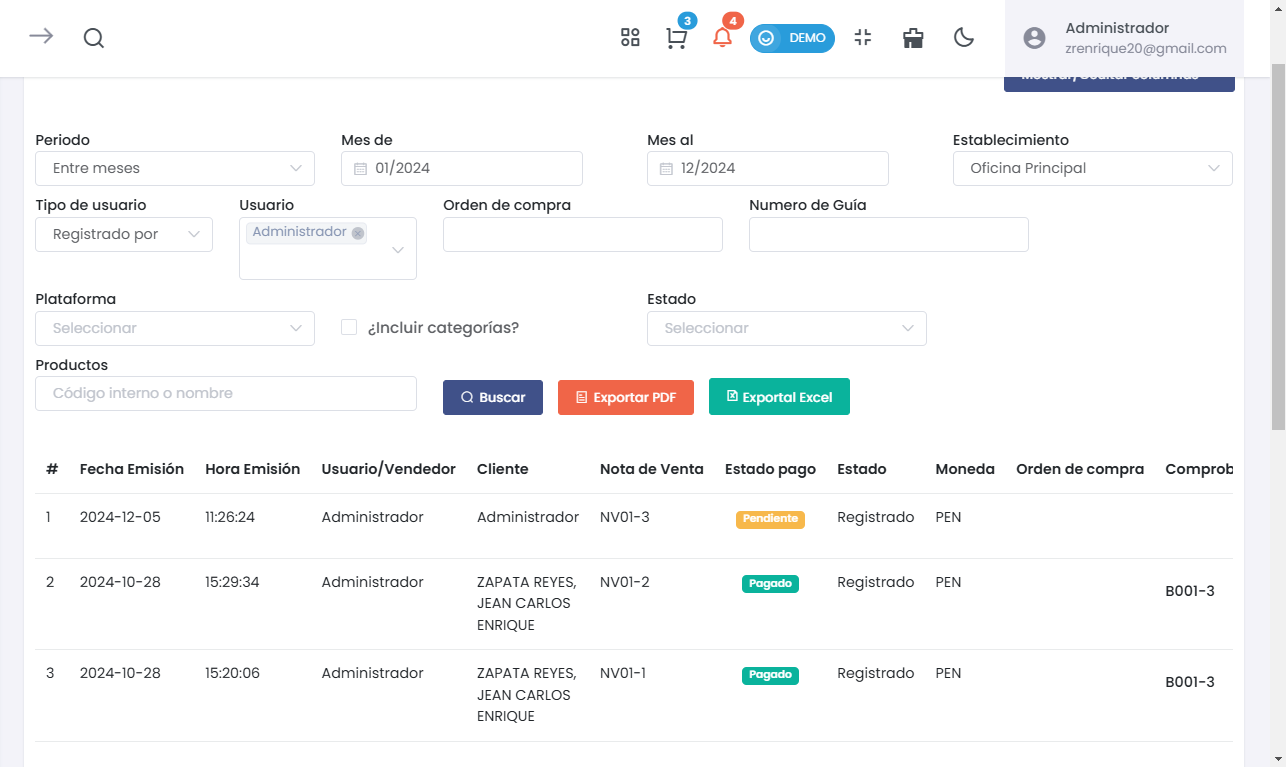 3
4
DEMO
Administrador
zrenrique20@gmail.com
Periodo
Mes de
Mes al
Establecimiento
Entre meses
01/2024
12/2024
Oficina Principal
Tipo de usuario
Usuario
Orden de compra
Numero de Guía
Registrado por
Administrador
Plataforma
Estado
Seleccionar
¿Incluir categorías?
Seleccionar
Productos
Código interno o nombre
Buscar
Exportar PDF
Exportal Excel
# Fecha Emisión Hora Emisión Usuario/Vendedor Cliente Nota de Venta Estado pago Estado Moneda Orden de compra Comprob
1 2024-12-05 11:26:24 Administrador Administrador NV01-3 Pendiente Registrado PEN
2 2024-10-28 15:29:34 Administrador ZAPATA REYES, NV01-2 Pagado Registrado PEN
B001-3
JEAN CARLOS
ENRIQUE
3 2024-10-28 15:20:06 Administrador ZAPATA REYES, NV01-1 Pagado Registrado PEN
B001-3
JEAN CARLOS
ENRIQUE